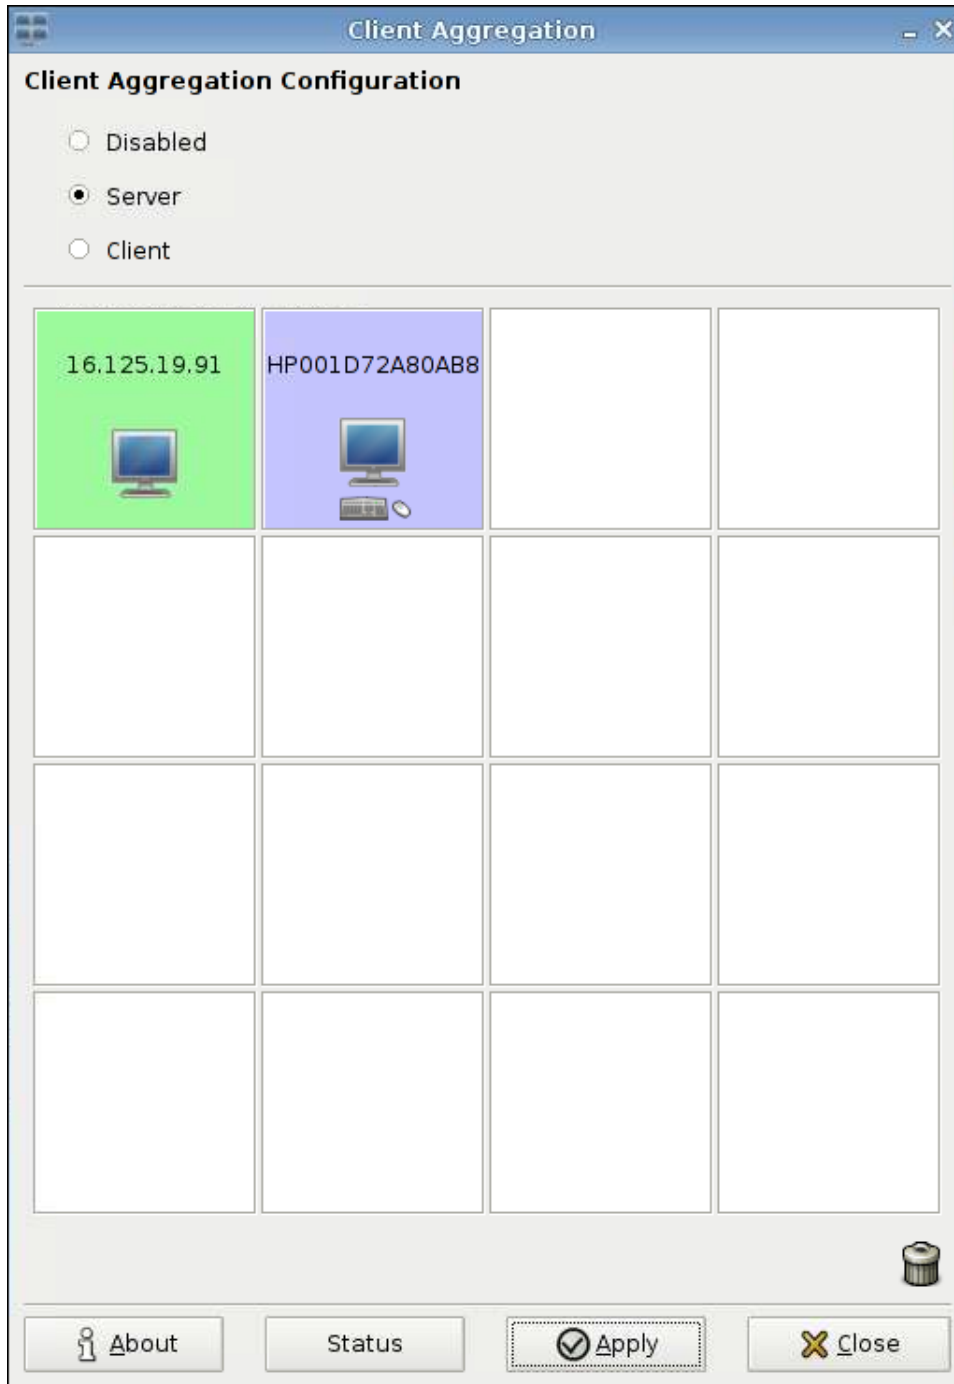 Client Aggregation
Client Aggregation Configuration
Disabled
Server
Client
16.125.19.91
HP001D72A80AB8
About
Status
Apply
Close